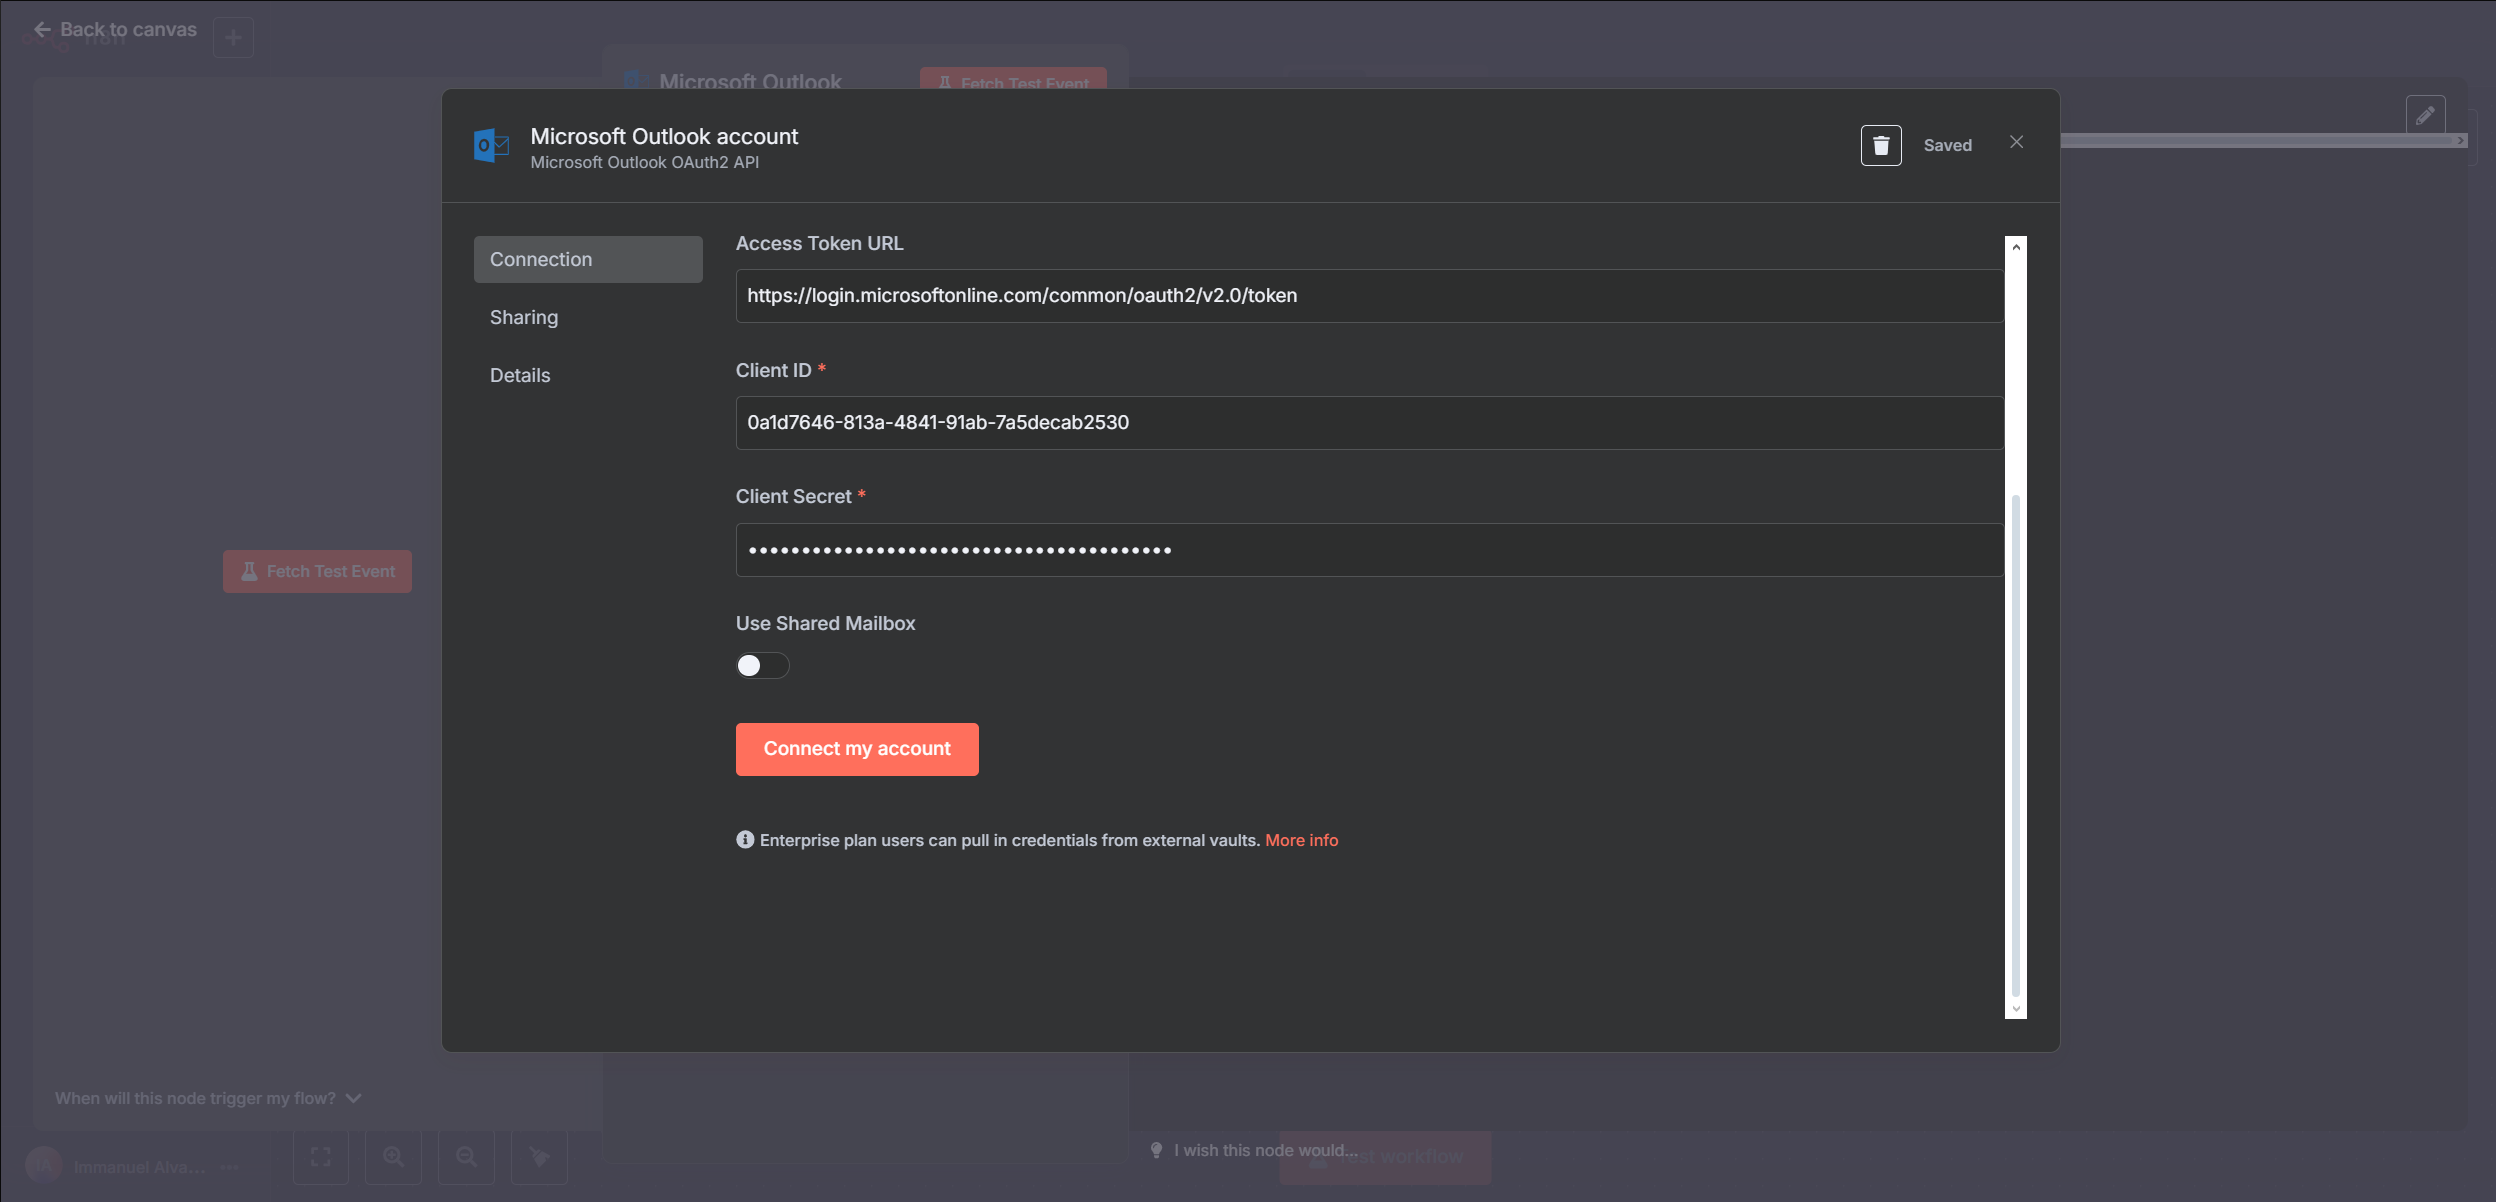 Back to canvas
n8n
Microsoft Outlook
Fetch Test Event
Microsoft Outlook account
Microsoft Outlook OAuth2 API
Saved
Connection
Sharing
Details
Access Token URL
https://login.microsoftonline.com/common/oauth2/v2.0/token
Client ID *
0a1d7646-813a-4841-91ab-7a5decab2530
Client Secret *
••••••••••••••••••••••••••••••••••••••••
Use Shared Mailbox
Connect my account
Enterprise plan users can pull in credentials from external vaults. More info
Fetch Test Event
When will this node trigger my flow?
Immanuel Alva...
I wish this node would...
Test workflow